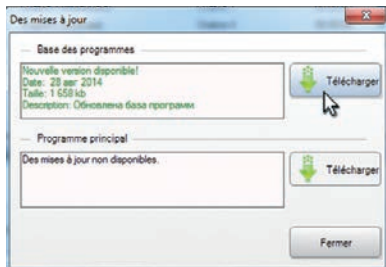 Des mises à jour
Base des programmes
Nouvelle version disponible!
Date: 28 авг 2014
Taille: 1 658 kb
Description: Обновлена база программ
Télécharger
Programme principal
Des mises à jour non disponibles.
Télécharger
Fermer